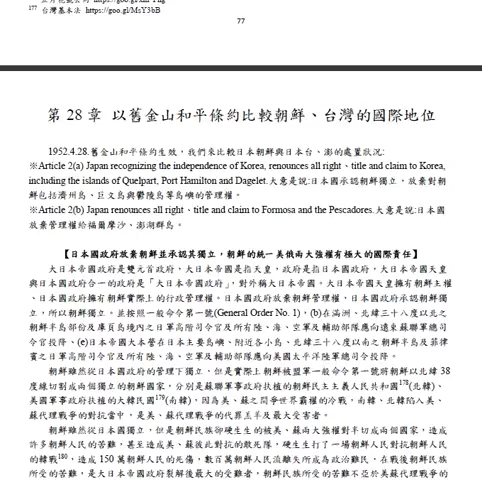 177 台灣基本法 https://goo.gl/MsY3bB
77
第 28 章 以舊金山和平條約比較朝鮮、台灣的國際地位
1952.4.28.舊金山和平條約生效，我們來比較日本朝鮮與日本台、澎的處置狀況:
※Article 2(a) Japan recognizing the independence of Korea, renounces all right、title and claim to Korea,
including the islands of Quelpart, Port Hamilton and Dagelet.大意是說:日本國承認朝鮮獨立，放棄對朝
鮮包括濟州島、巨文島與鬱陵島等島嶼的管理權。
※Article 2(b) Japan renounces all right、title and claim to Formosa and the Pescadores.大意是說:日本國
放棄管理權給福爾摩沙、澎湖群島。
【日本國政府放棄朝鮮並承認其獨立，朝鮮的統一美俄兩大強權有極大的國際責任】
大日本帝國政府是雙元首政府，大日本帝國是指天皇，政府是指日本國政府，大日本帝國天皇
與日本國政府合一的政府是「大日本帝國政府」，對外稱大日本帝國。大日本帝國天皇擁有朝鮮主權
、日本國政府擁有朝鮮實際上的行政管理權。日本國政府放棄朝鮮管理權，日本國政府承認朝鮮獨
立，所以朝鮮獨立。並按照一般命令第一號(General Order No. 1)，(b)在滿洲、北緯三十八度以北之
朝鮮半島部份及庫頁島境內之日軍高階司令官及所有陸、海、空軍及輔助部隊應向遠東蘇聯軍總司
令官投降、(e)日本帝國大本營在日本主要島嶼、附近各小島、北緯三十八度以南之朝鮮半島及菲律
賓之日軍高階司令官及所有陸、海、空軍及輔助部隊應向美國太平洋陸軍總司令投降。
朝鮮雖然從日本國政府的管理下獨立，但是實際上朝鮮被盟軍一般命令第一號將朝鮮以北緯 38
度線切割成兩個獨立的朝鮮國家，分別是蘇聯軍事政府扶植的朝鮮民主主義人民共和國178(北韓)、
美國軍事政府扶植的大韓民國179(南韓)，因為美、蘇之間爭世界霸權的冷戰，南韓、北韓陷入美、
蘇代理戰爭的對抗當中，是美、蘇代理戰爭的代罪羔羊及最大受害者。
朝鮮雖然從日本國獨立，但是朝鮮民族卻硬生生的被美、蘇兩大強權對半切成兩個國家，造成
許多朝鮮人民的苦難，甚至造成美、蘇彼此對抗的敢死隊，硬生生打了一場朝鮮人民對抗朝鮮人民
的韓戰180，造成 150 萬朝鮮人民的死傷，數百萬朝鮮人民流離失所成為政治難民，在戰後朝鮮民族
所受的苦難，是大日本帝國政府裂解後最大的受難者，朝鮮民族所受的苦難不亞於美蘇代理戰爭的